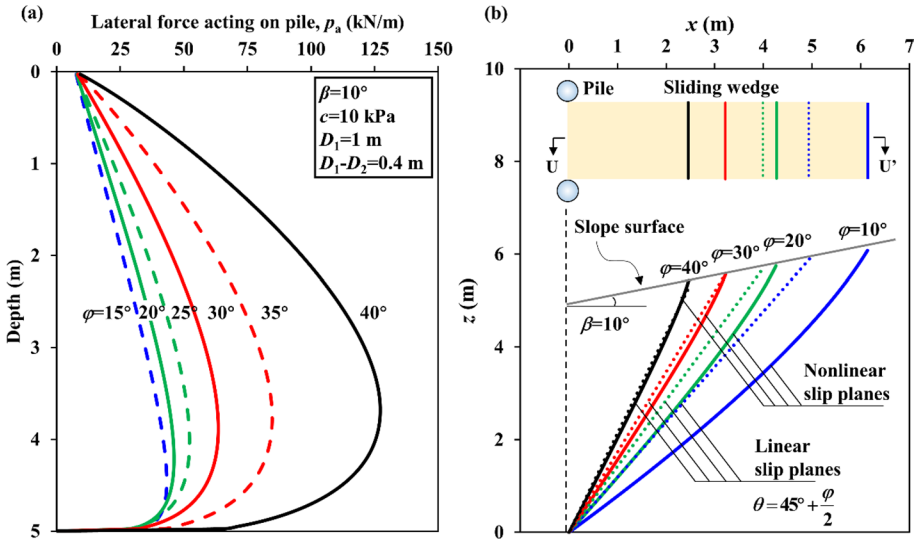 (a)
Lateral force acting on pile, pa (kN/m)
0 25 50 75 100 125 150
0
1
2
3
4
5
Depth (m)
β=10°
c=10 kPa
D1=1 m
D1-D2=0.4 m
φ=15° 20° 25° 30° 35° 40°
(b)
x (m)
0 1 2 3 4 5 6 7
10
8
6
4
2
0
z (m)
Pile
Sliding wedge
U
U'
Slope surface
φ=40°
φ=30°
φ=20°
φ=10°
β=10°
Nonlinear
slip planes
Linear
slip planes
θ=45°+φ/2